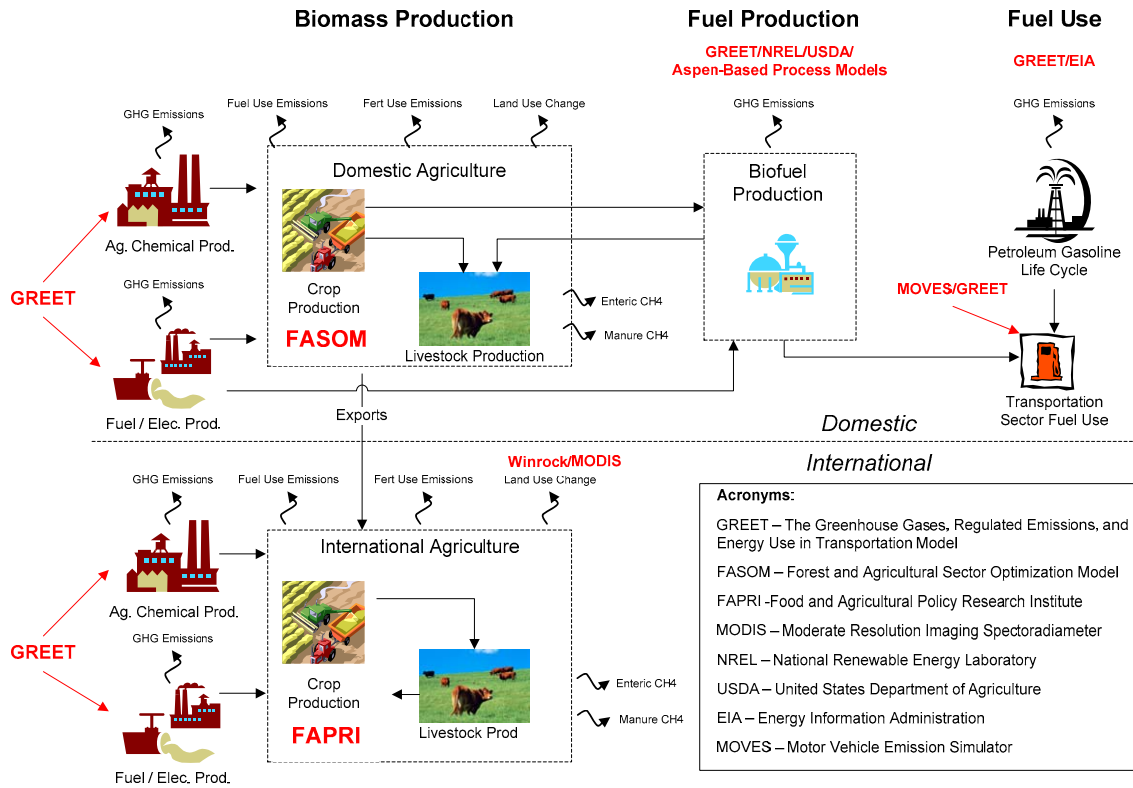 Biomass Production
Fuel Production
Fuel Use
GREET/NREL/USDA/
Aspen-Based Process Models
GREET/EIA
GHG Emissions
Fuel Use Emissions
Fert Use Emissions
Land Use Change
GHG Emissions
GHG Emissions
Domestic Agriculture
Biofuel
Production
Ag. Chemical Prod.
Petroleum Gasoline
Life Cycle
GHG Emissions
GREET
MOVES/GREET
Crop
Production
Enteric CH4
FASOM
Manure CH4
Livestock Production
Fuel / Elec. Prod.
Transportation
Sector Fuel Use
Exports
Domestic
International
Winrock/MODIS
GHG Emissions
Fuel Use Emissions
Fert Use Emissions
Land Use Change
International Agriculture
Ag. Chemical Prod.
GHG Emissions
GREET
Crop
Production
Enteric CH4
FAPRI
Manure CH4
Livestock Prod
Fuel / Elec. Prod.
Acronyms:
GREET – The Greenhouse Gases, Regulated Emissions, and
Energy Use in Transportation Model
FASOM – Forest and Agricultural Sector Optimization Model
FAPRI -Food and Agricultural Policy Research Institute
MODIS – Moderate Resolution Imaging Spectoradiameter
NREL – National Renewable Energy Laboratory
USDA – United States Department of Agriculture
EIA – Energy Information Administration
MOVES – Motor Vehicle Emission Simulator